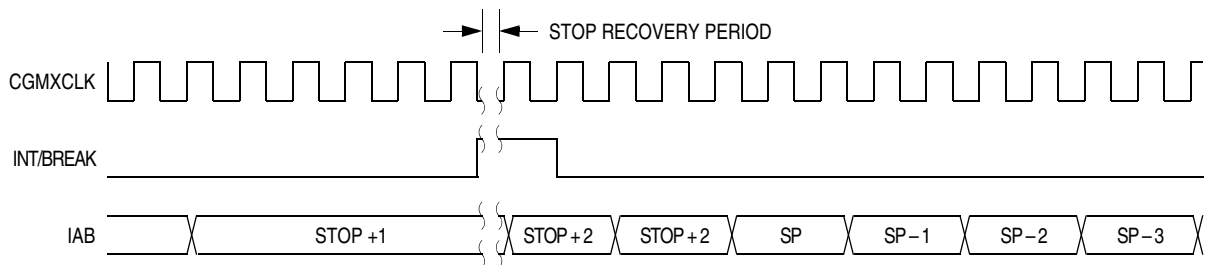 STOP RECOVERY PERIOD
CGMXCLK
INT/BREAK
IAB STOP +1 STOP + 2 STOP + 2 SP SP – 1 SP – 2 SP – 3